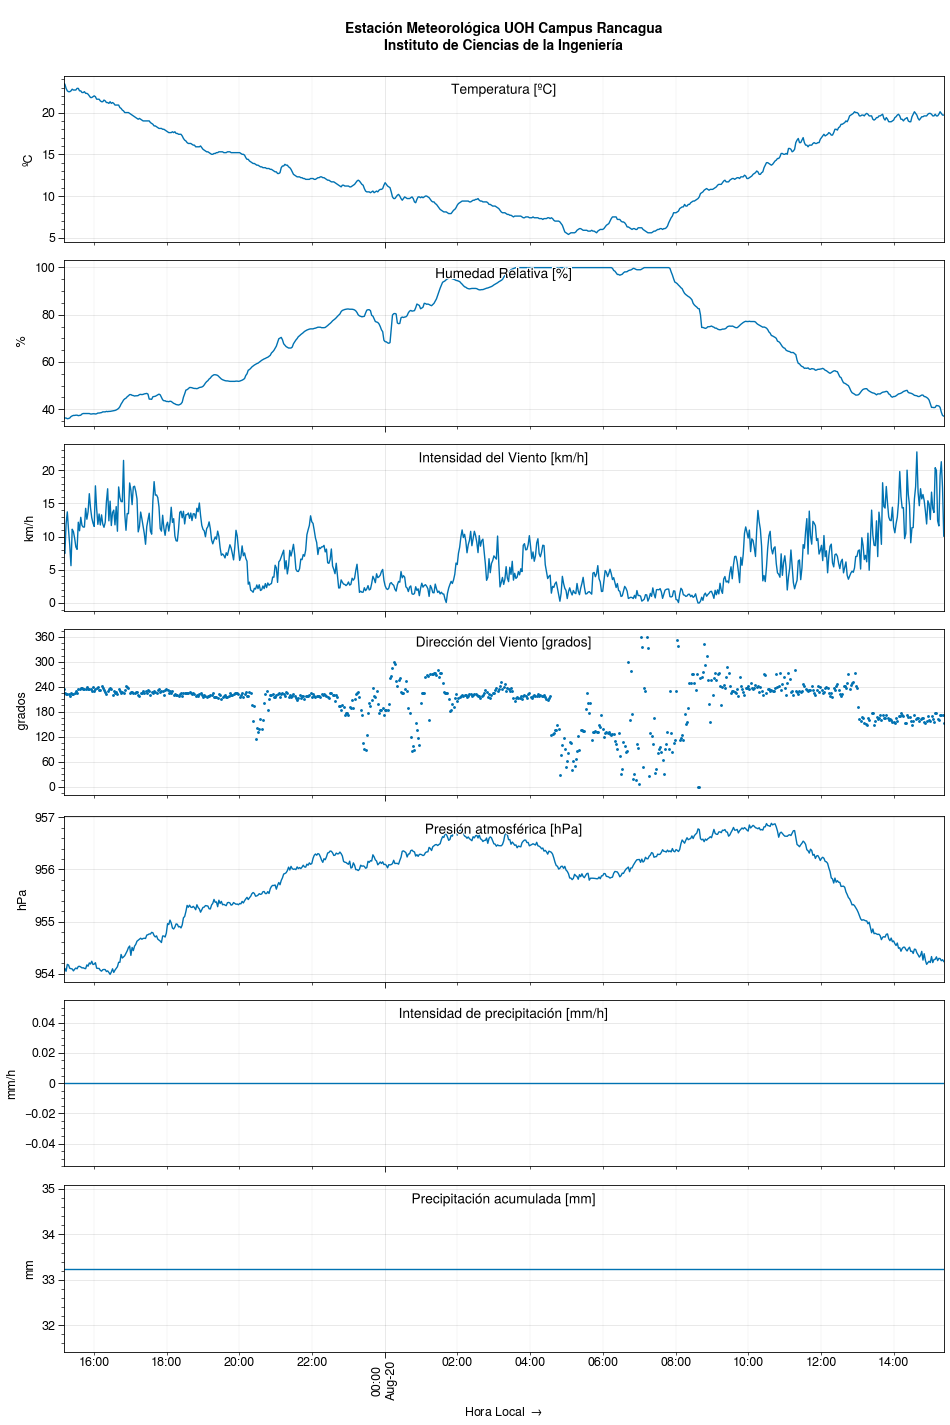 Estación Meteorológica UOH Campus Rancagua
Instituto de Ciencias de la Ingeniería
Temperatura [ºC]
ºC
20
15
10
5
Humedad Relativa [%]
%
100
80
60
40
Intensidad del Viento [km/h]
km/h
20
15
10
5
0
Dirección del Viento [grados]
grados
360
300
240
180
120
60
0
Presión atmosférica [hPa]
hPa
957
956
955
954
Intensidad de precipitación [mm/h]
mm/h
0.04
0.02
0
−0.02
−0.04
Precipitación acumulada [mm]
mm
35
34
33
32
16:00 18:00 20:00 22:00 00:00 02:00 04:00 06:00 08:00 10:00 12:00 14:00
Aug-20
Hora Local →